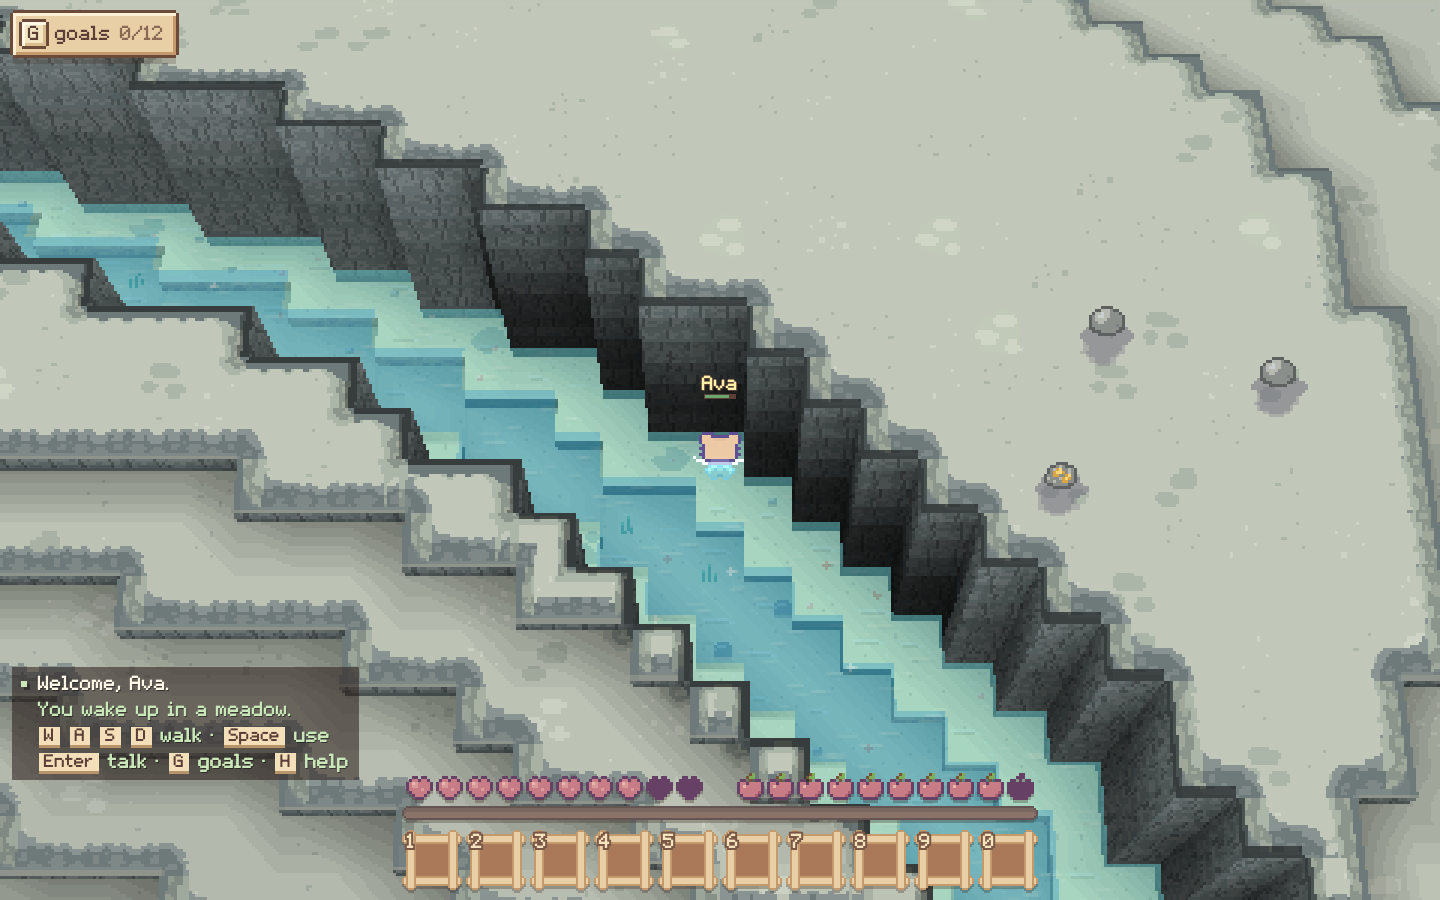 G goals 0/12
Ava
Welcome, Ava.
You wake up in a meadow.
W A S D walk · Space use
Enter talk · G goals · H help
1 2 3 4 5 6 7 8 9 0